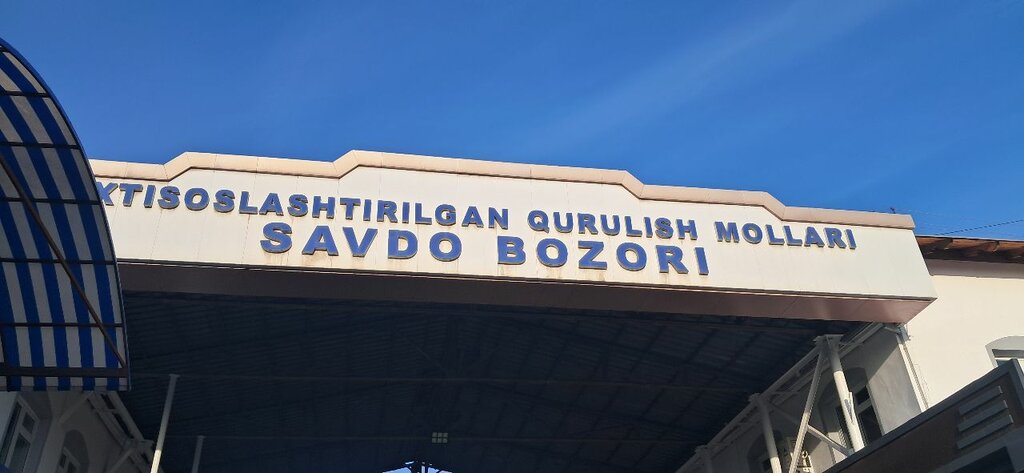 XTISOSLASHTIRILGAN QURULISH MOLLARI
SAVDO BOZORI